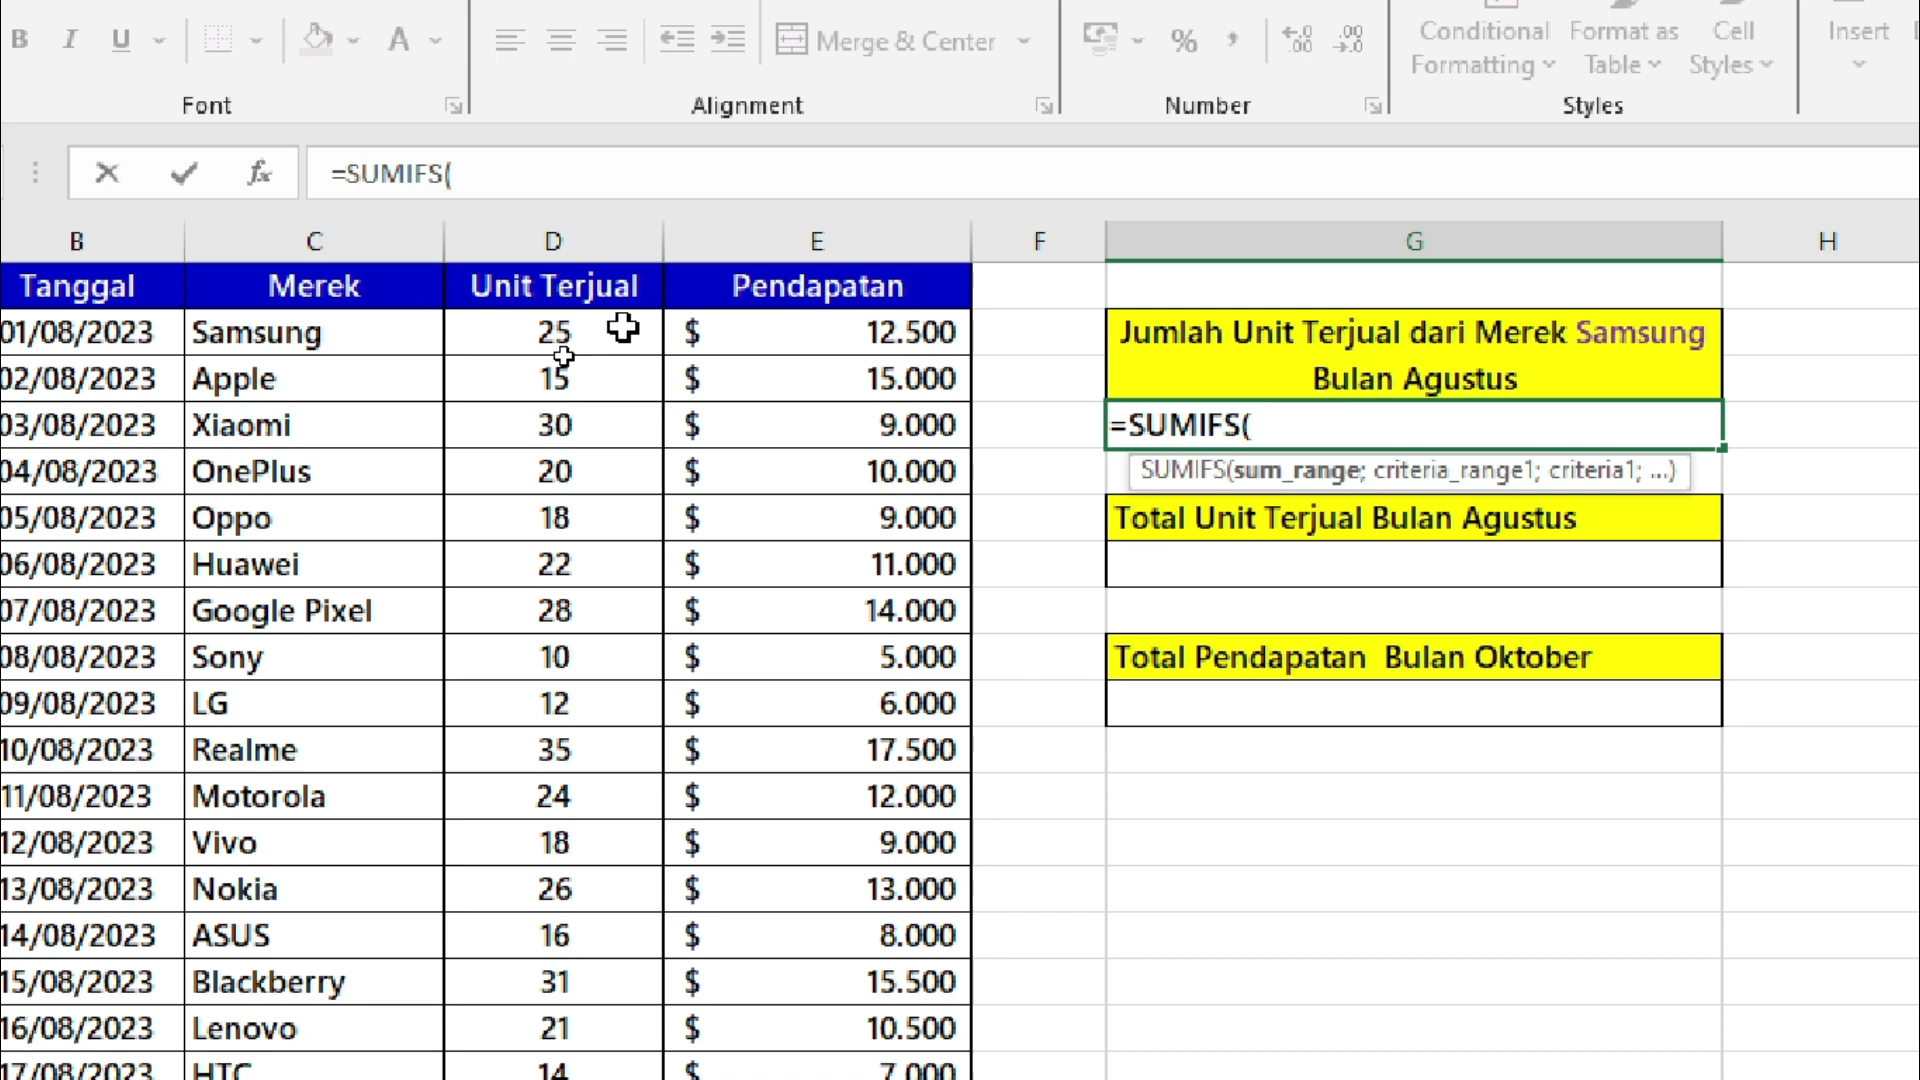 B I U A Merge & Center % Conditional Format as Cell Insert
Formatting Table Styles
Font Alignment Number Styles
fx =SUMIFS(
B C D E F G H
Tanggal Merek Unit Terjual Pendapatan
01/08/2023 Samsung 25 $ 12.500 Jumlah Unit Terjual dari Merek Samsung
02/08/2023 Apple 15 $ 15.000 Bulan Agustus
03/08/2023 Xiaomi 30 $ 9.000 =SUMIFS(
04/08/2023 OnePlus 20 $ 10.000 SUMIFS(sum_range; criteria_range1; criteria1; ...)
05/08/2023 Oppo 18 $ 9.000 Total Unit Terjual Bulan Agustus
06/08/2023 Huawei 22 $ 11.000
07/08/2023 Google Pixel 28 $ 14.000
08/08/2023 Sony 10 $ 5.000 Total Pendapatan Bulan Oktober
09/08/2023 LG 12 $ 6.000
10/08/2023 Realme 35 $ 17.500
11/08/2023 Motorola 24 $ 12.000
12/08/2023 Vivo 18 $ 9.000
13/08/2023 Nokia 26 $ 13.000
14/08/2023 ASUS 16 $ 8.000
15/08/2023 Blackberry 31 $ 15.500
16/08/2023 Lenovo 21 $ 10.500
17/08/2023 HTC 14 $ 7.000